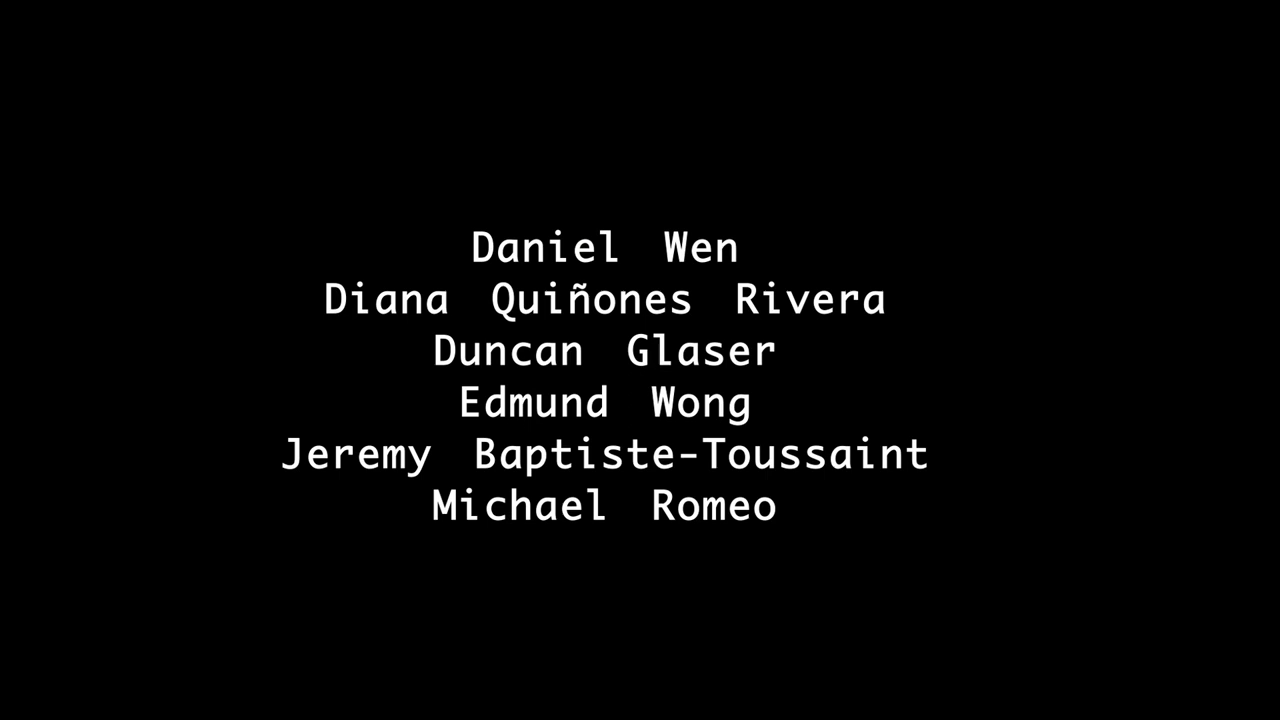 Daniel Wen
Diana Quiñones Rivera
Duncan Glaser
Edmund Wong
Jeremy Baptiste-Toussaint
Michael Romeo